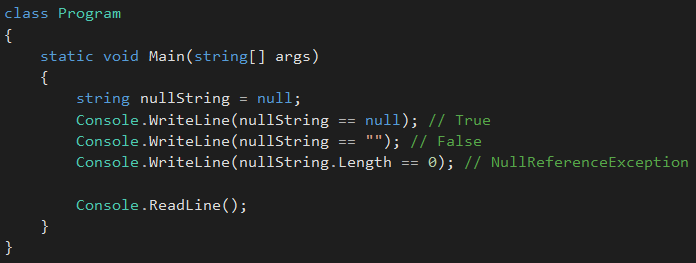 class Program
{
    static void Main(string[] args)
    {
        string nullString = null;
        Console.WriteLine(nullString == null); // True
        Console.WriteLine(nullString == ""); // False
        Console.WriteLine(nullString.Length == 0); // NullReferenceException

        Console.ReadLine();
    }
}